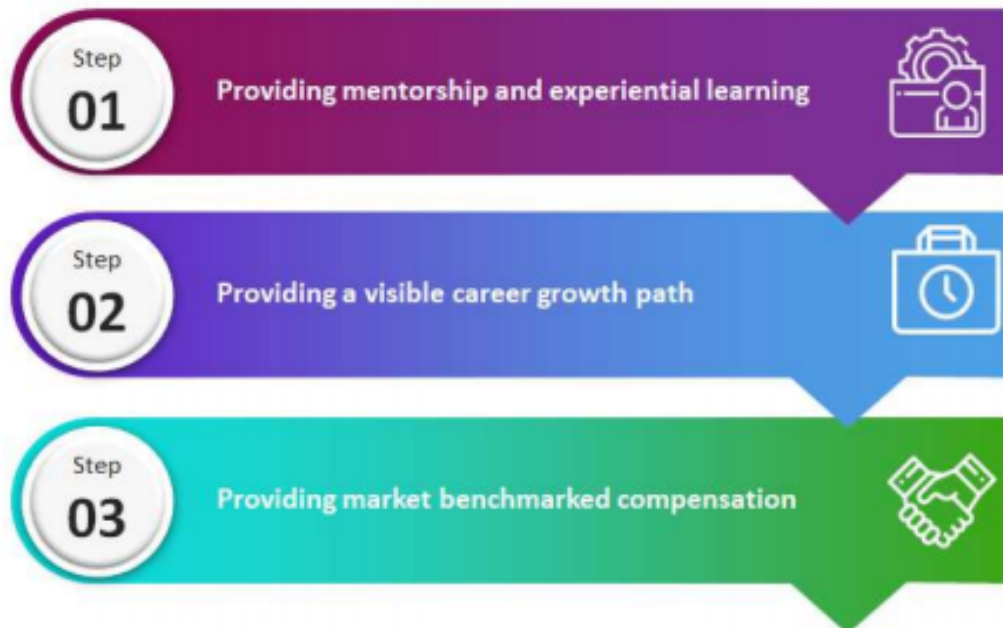 Step
01
Providing mentorship and experiential learning
Step
02
Providing a visible career growth path
Step
03
Providing market benchmarked compensation